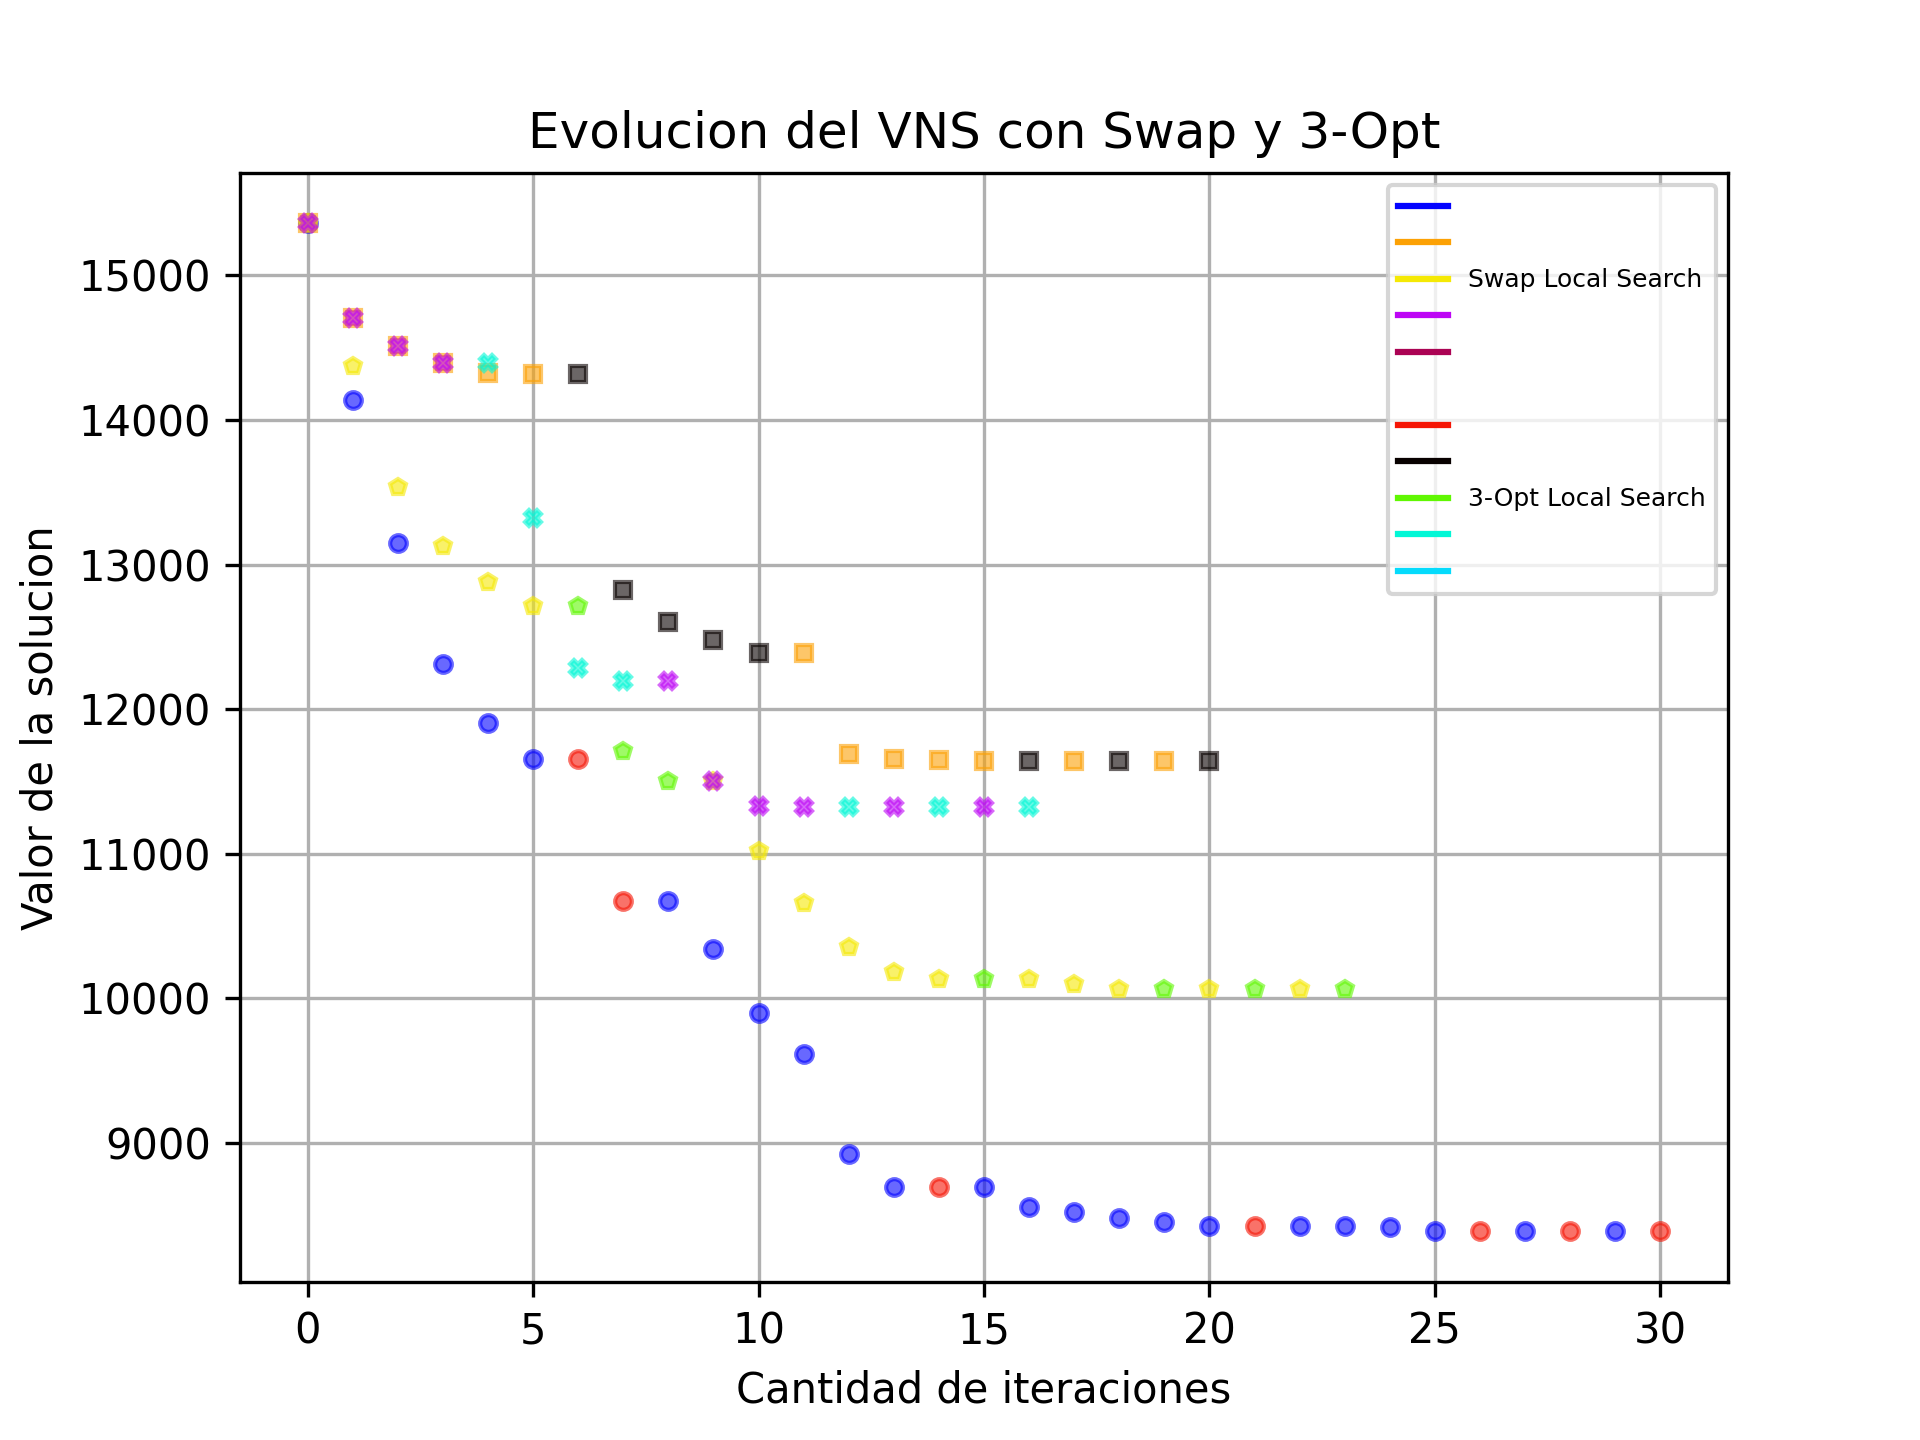 Evolucion del VNS con Swap y 3-Opt
Swap Local Search
3-Opt Local Search
15000
14000
13000
12000
11000
10000
9000
Valor de la solucion
0 5 10 15 20 25 30
Cantidad de iteraciones